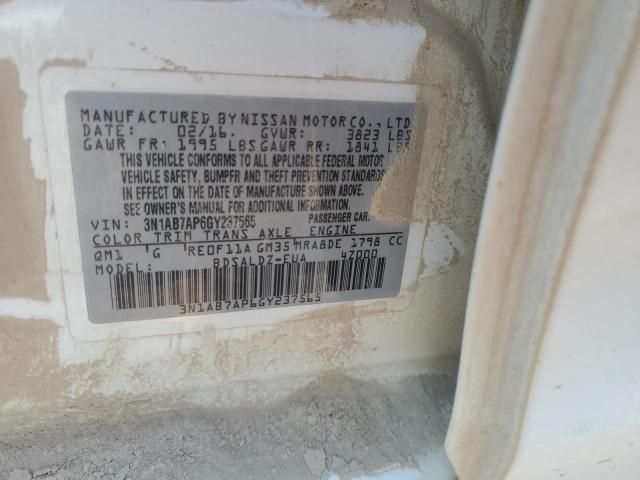 MANUFACTURED BY NISSAN MOTOR CO., LTD
DATE: 02/16. GVWR: 3823 LBS
GAWR FR: 1995 LBS GAWR RR: 1841 LBS
THIS VEHICLE CONFORMS TO ALL APPLICABLE FEDERAL MOTOR
VEHICLE SAFETY, BUMPER AND THEFT PREVENTION STANDARDS
IN EFFECT ON THE DATE OF MANUFACTURE SHOWN ABOVE.
SEE OWNER'S MANUAL FOR ADDITIONAL INFORMATION.
VIN: 3N1AB7AP6GY237565 PASSENGER CAR
COLOR TRIM TRANS AXLE ENGINE
QM1 G RE0F11A GM35 MRA8DE 1798 CC
MODEL: BDSALDZ-EUA 47000
3N1AB7AP6GY237565